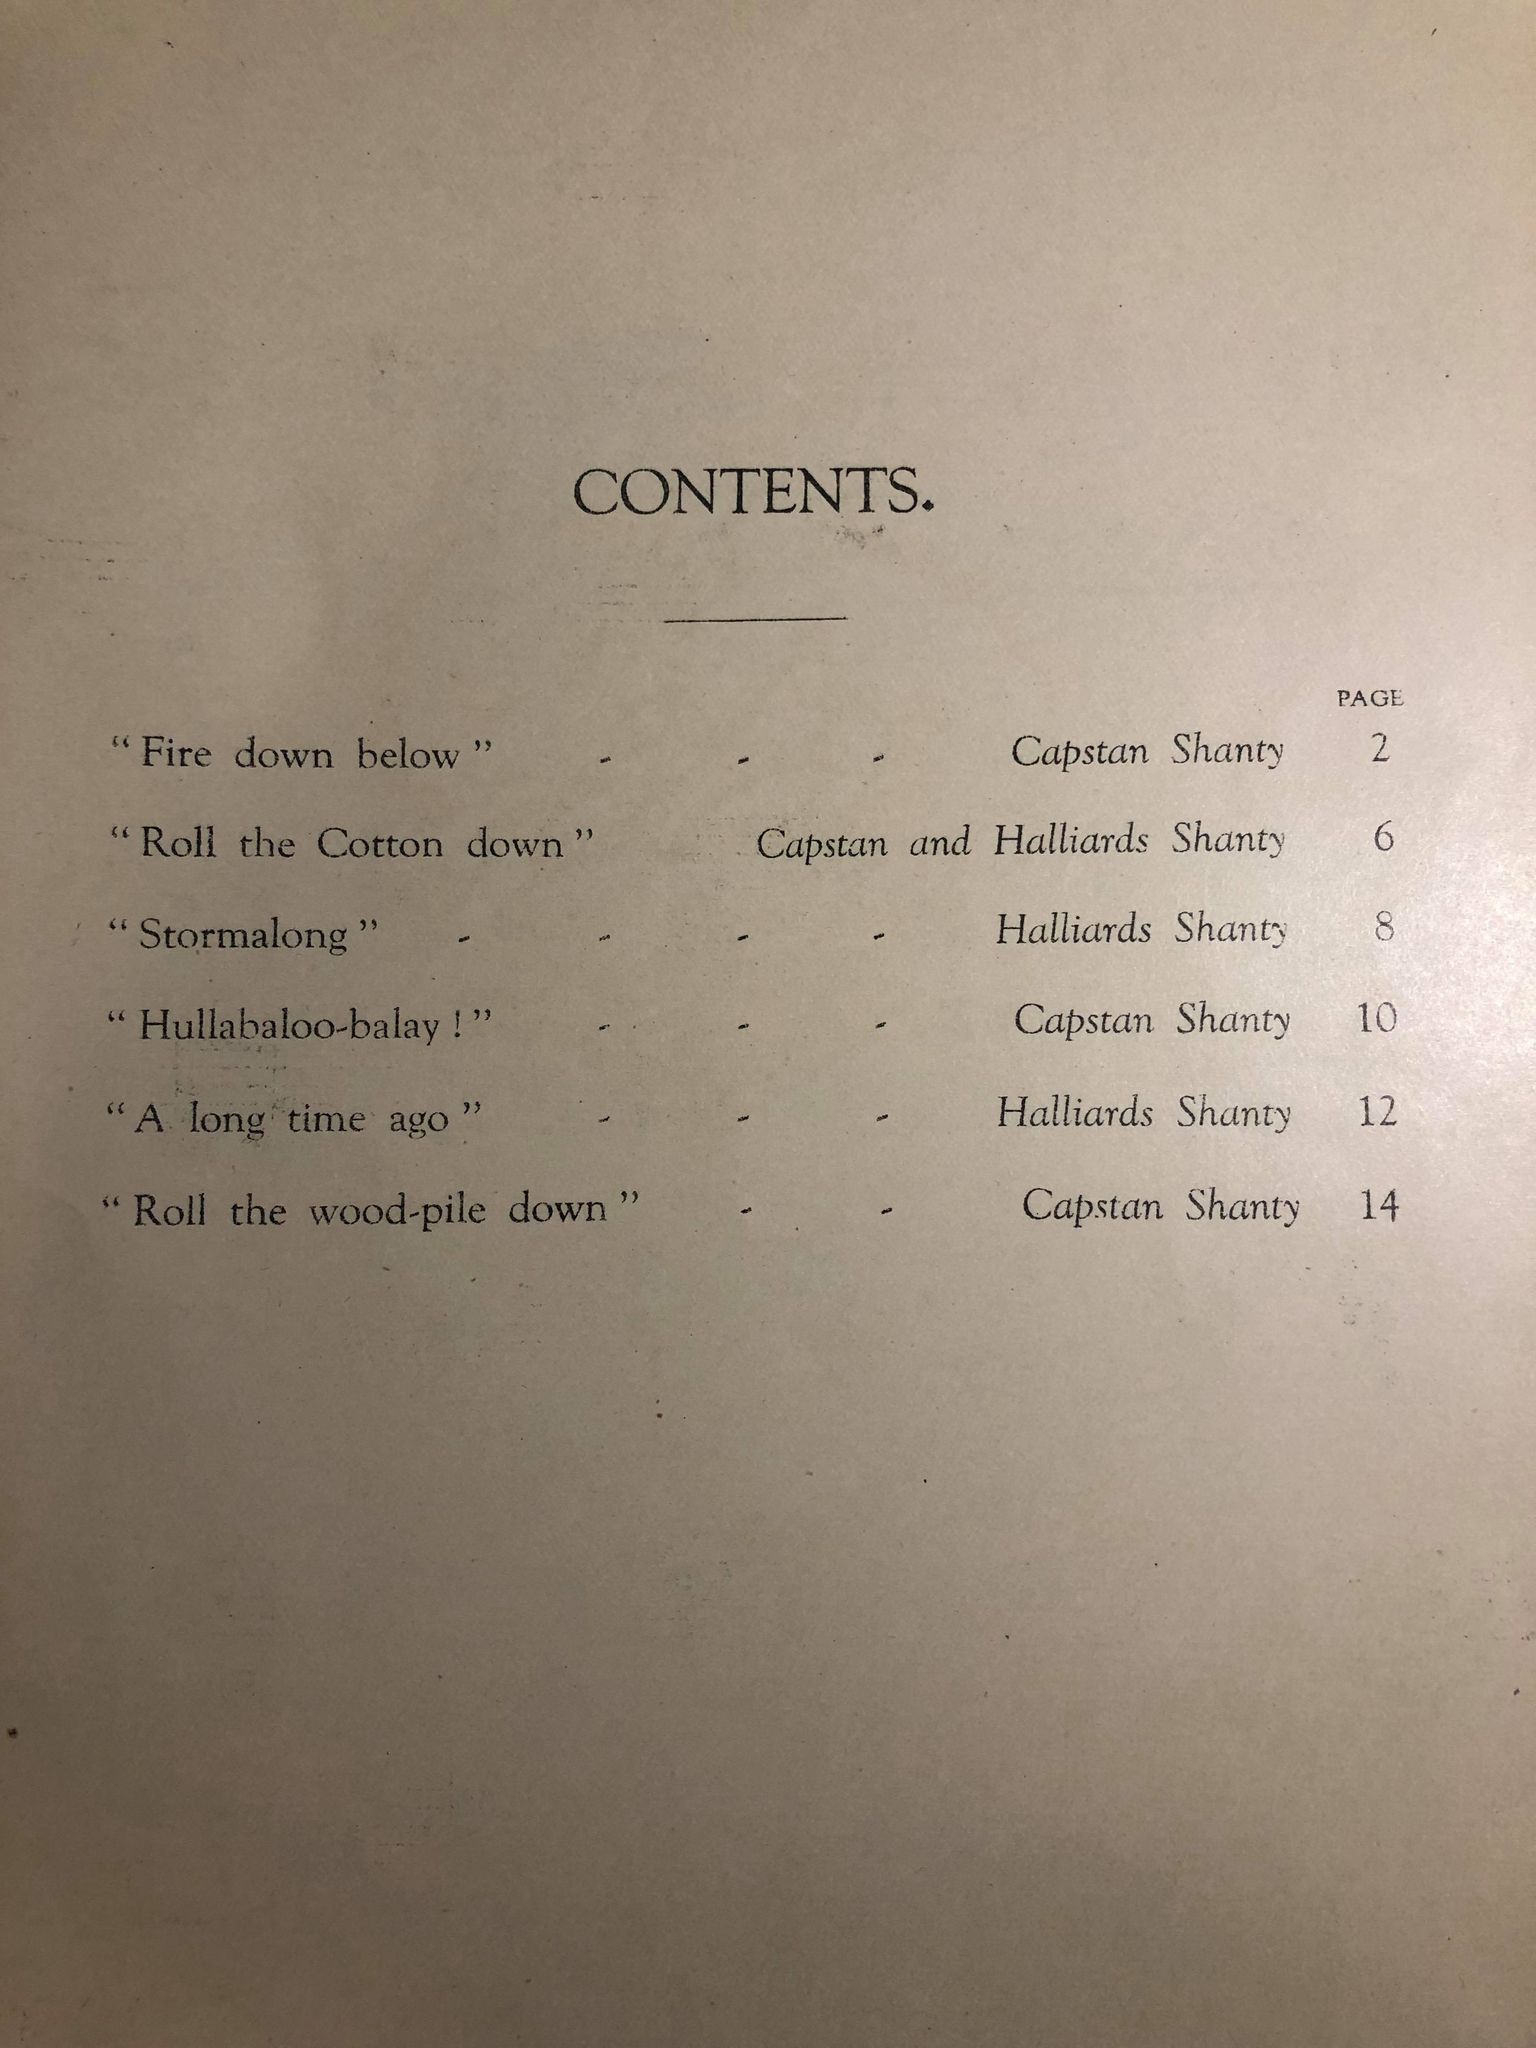 CONTENTS.
PAGE
“Fire down below” - - - Capstan Shanty 2
“Roll the Cotton down” Capstan and Halliards Shanty 6
“Stormalong” - - - - Halliards Shanty 8
“Hullabaloo-balay !” - - - Capstan Shanty 10
“A long time ago” - - - Halliards Shanty 12
“Roll the wood-pile down” - - Capstan Shanty 14